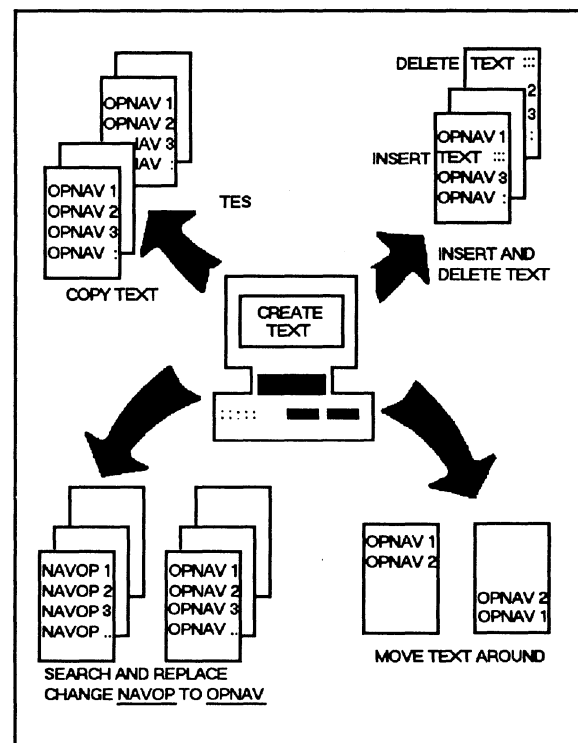 OPNAV 1
OPNAV 2
NAV 3
NAV :
OPNAV 1
OPNAV 2
OPNAV 3
OPNAV :
COPY TEXT
TES
DELETE TEXT :::
2
3
:
OPNAV 1
INSERT TEXT :::
OPNAV 3
OPNAV :
INSERT AND
DELETE TEXT
CREATE
TEXT
NAVOP 1
NAVOP 2
NAVOP 3
NAVOP ..
OPNAV 1
OPNAV 2
OPNAV 3
OPNAV ..
SEARCH AND REPLACE
CHANGE NAVOP TO OPNAV
OPNAV 1
OPNAV 2
OPNAV 2
OPNAV 1
MOVE TEXT AROUND